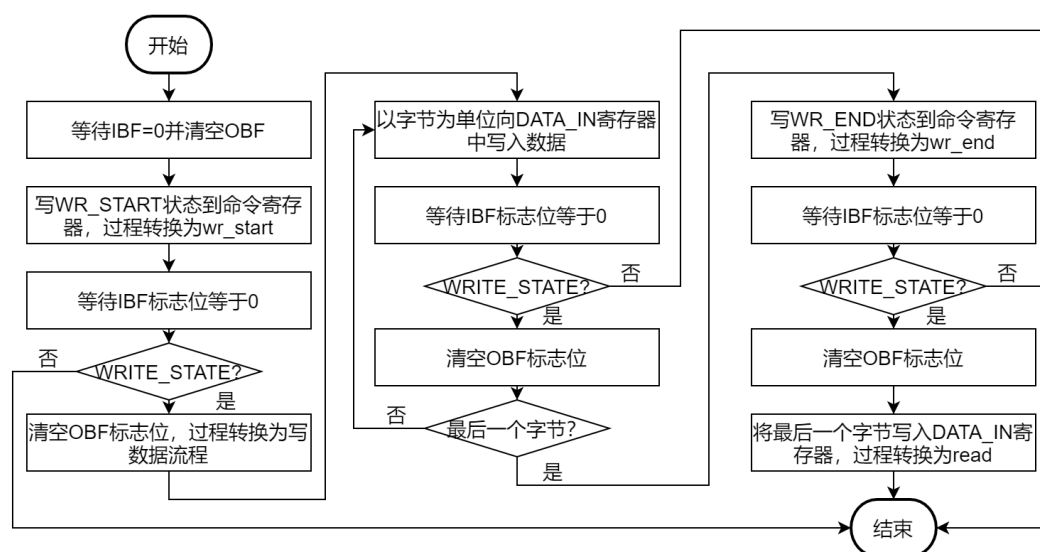 开始
等待IBF=0并清空OBF
写WR_START状态到命令寄存
器，过程转换为wr_start
等待IBF标志位等于0
否
WRITE_STATE?
是
清空OBF标志位，过程转换为写
数据流程
以字节为单位向DATA_IN寄存器
中写入数据
等待IBF标志位等于0
否
WRITE_STATE?
是
清空OBF标志位
否
最后一个字节?
是
写WR_END状态到命令寄存
器，过程转换为wr_end
等待IBF标志位等于0
否
WRITE_STATE?
是
清空OBF标志位
将最后一个字节写入DATA_IN寄
存器，过程转换为read
结束